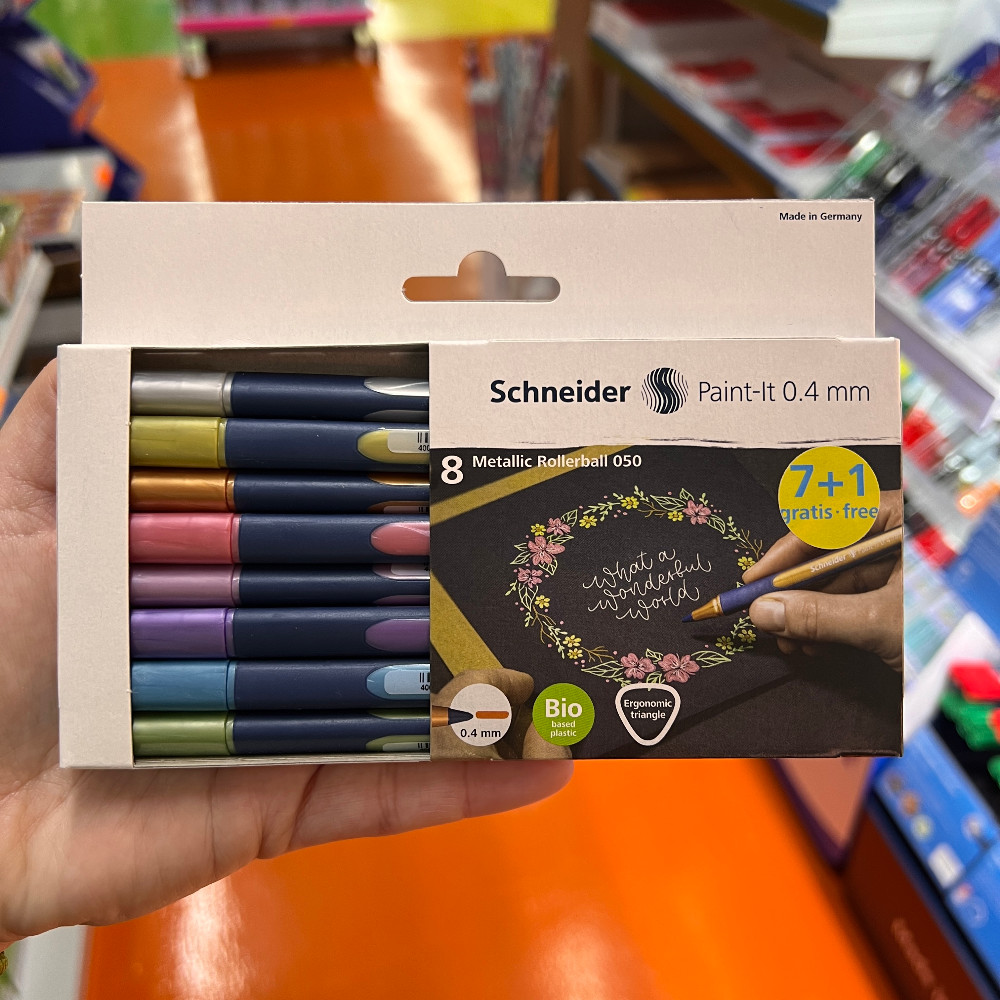 Made in Germany
Schneider Paint-It 0.4 mm
8 Metallic Rollerball 050
7+1
gratis·free
what a
wonderful
world
Schneider
0.4 mm
Bio
based
plastic
Ergonomic
triangle